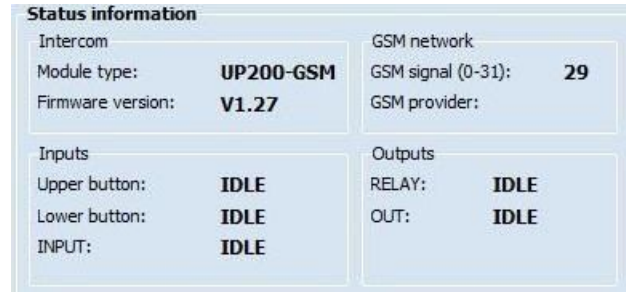 Status information
Intercom
Module type: UP200-GSM
Firmware version: V1.27
GSM network
GSM signal (0-31): 29
GSM provider:
Inputs
Upper button: IDLE
Lower button: IDLE
INPUT: IDLE
Outputs
RELAY: IDLE
OUT: IDLE